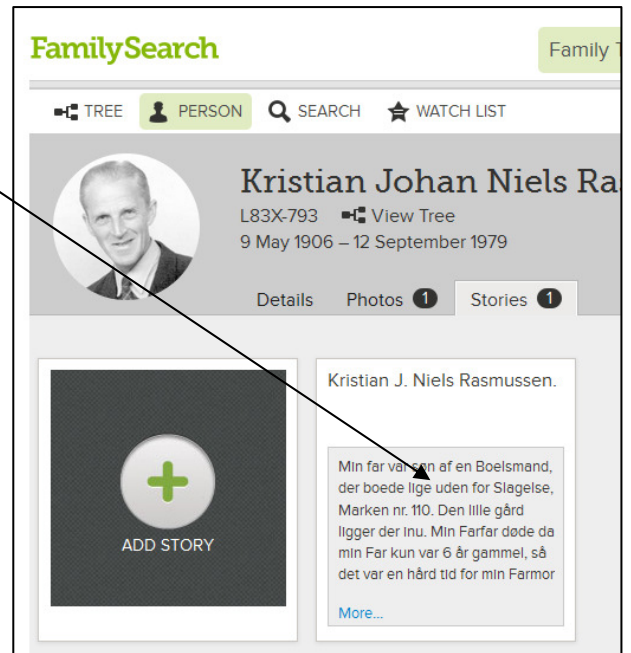 FamilySearch
Family
TREE PERSON SEARCH WATCH LIST
Kristian Johan Niels Ra
L83X-793 View Tree
9 May 1906 – 12 September 1979
Details Photos 1 Stories 1
ADD STORY
Kristian J. Niels Rasmussen.
Min far var søn af en Boelsmand,
der boede lige uden for Slagelse,
Marken nr. 110. Den lille gård
ligger der inu. Min Farfar døde da
min Far kun var 6 år gammel, så
det var en hård tid for min Farmor
More...